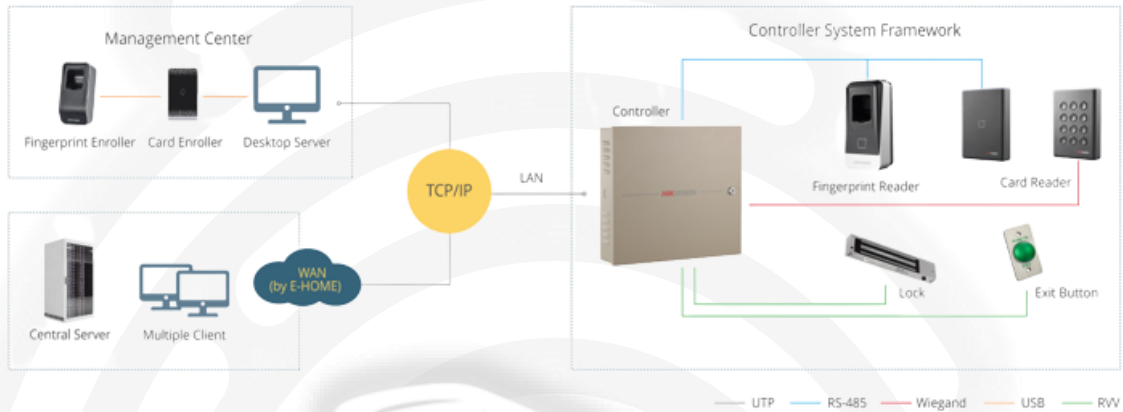 Management Center
Fingerprint Enroller
Card Enroller
Desktop Server
TCP/IP
LAN
WAN
(by E-HOME)
Central Server
Multiple Client
Controller System Framework
Controller
HIKVISION
Fingerprint Reader
Card Reader
Lock
Exit Button
UTP
RS-485
Wiegand
USB
RVV